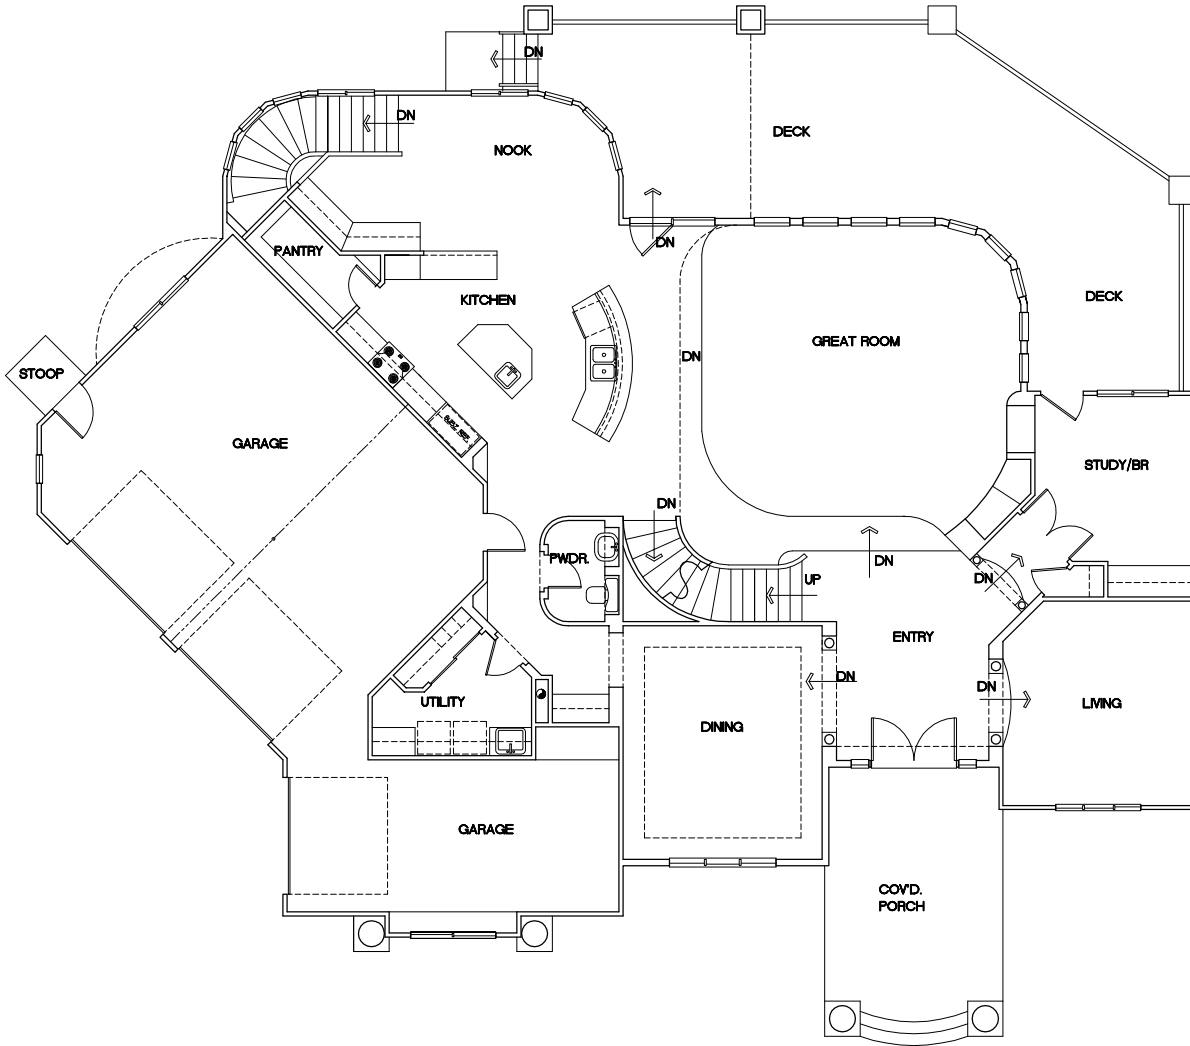 DN
DECK
DN
NOOK
DN
PANTRY
DECK
KITCHEN
GREAT ROOM
DN
STOOP
GARAGE
STUDY/BR
DN
PWDR.
DN
DN
UP
ENTRY
DN
DN
UTILITY
LIVING
DINING
GARAGE
COV'D.
PORCH